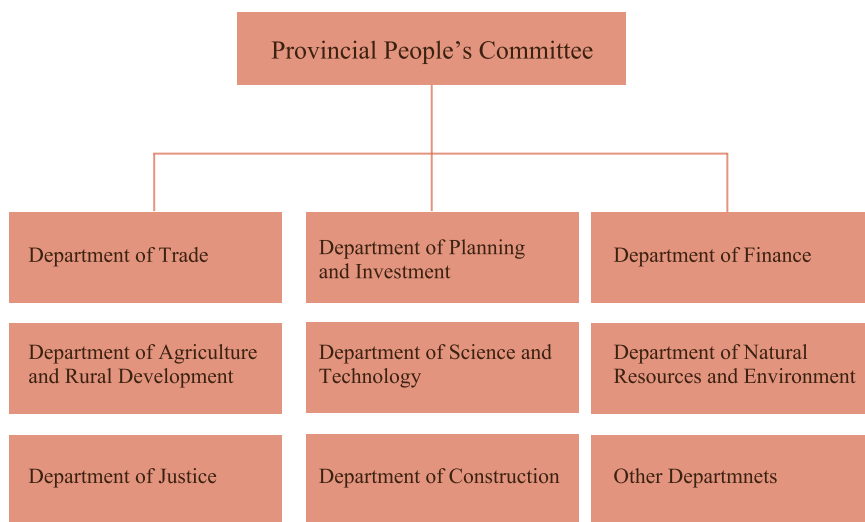 Provincial People’s Committee
Department of Trade
Department of Planning
and Investment
Department of Finance
Department of Agriculture
and Rural Development
Department of Science and
Technology
Department of Natural
Resources and Environment
Department of Justice
Department of Construction
Other Departmnets